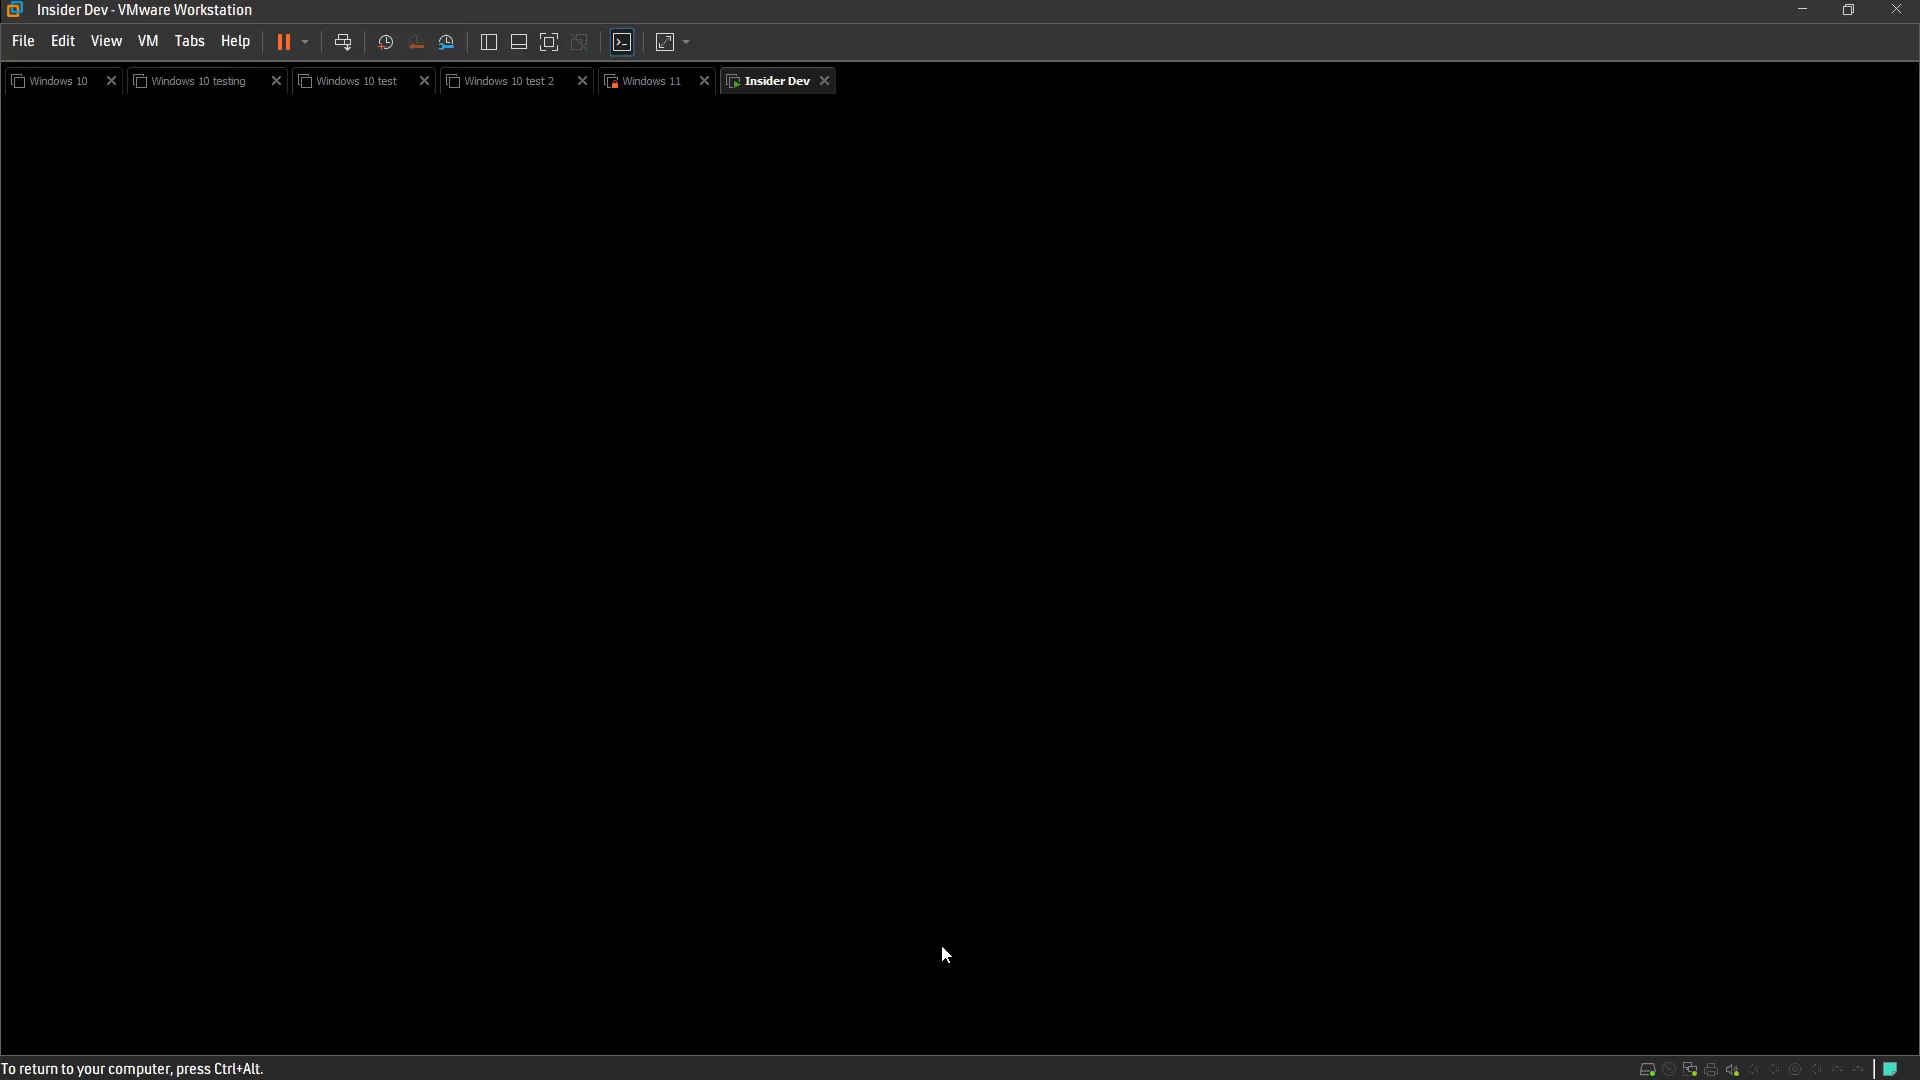 Insider Dev - VMware Workstation
File Edit View VM Tabs Help
Windows 10 Windows 10 testing Windows 10 test Windows 10 test 2 Windows 11 Insider Dev
To return to your computer, press Ctrl+Alt.